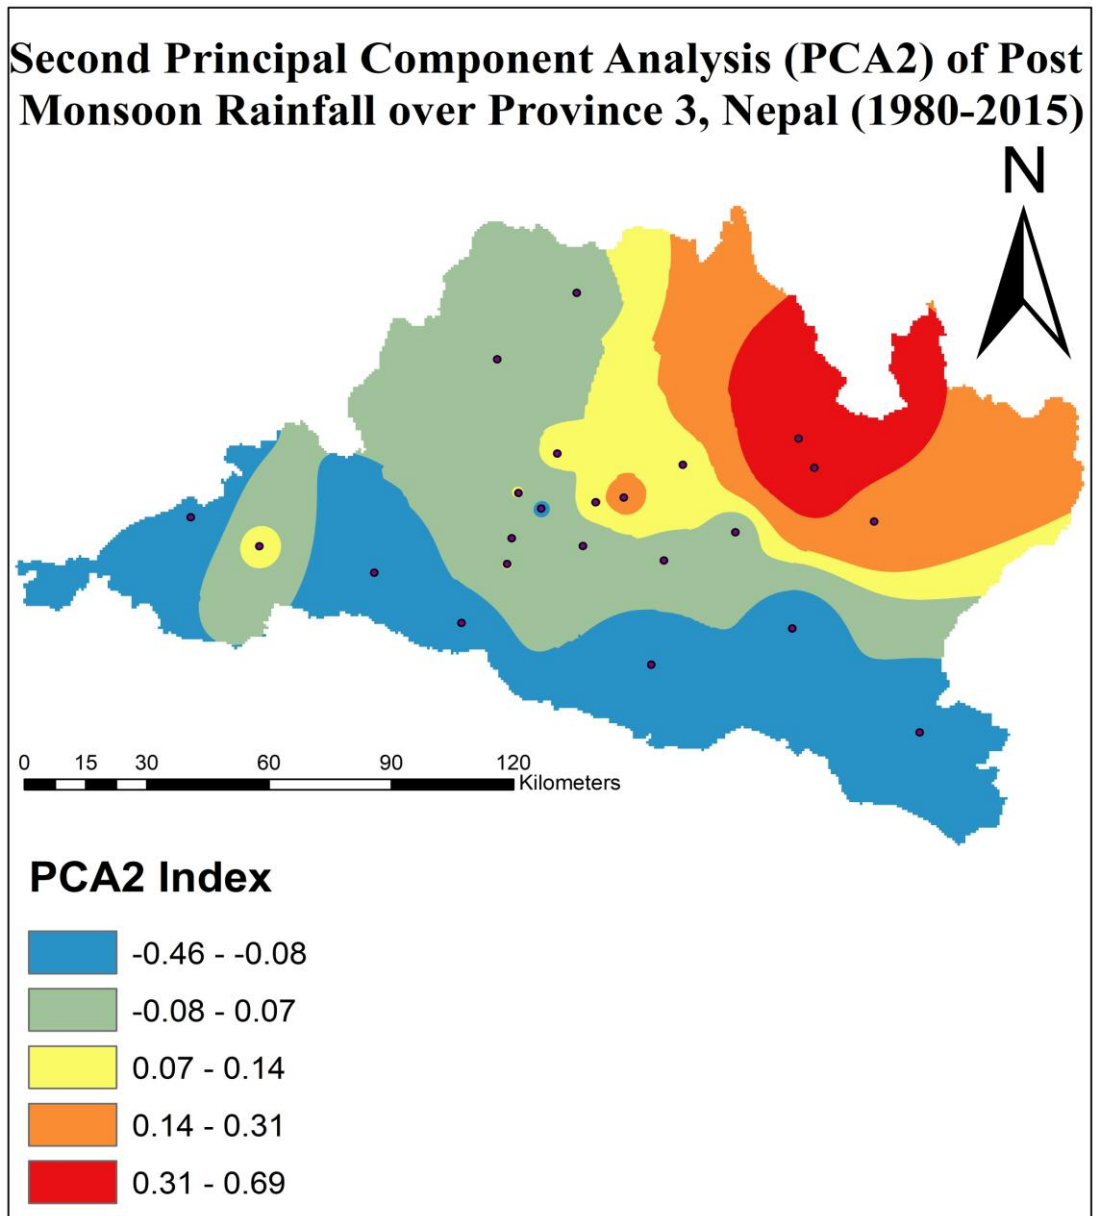 Second Principal Component Analysis (PCA2) of Post
Monsoon Rainfall over Province 3, Nepal (1980-2015)
N
0 15 30 60 90 120
Kilometers
PCA2 Index
-0.46 - -0.08
-0.08 - 0.07
0.07 - 0.14
0.14 - 0.31
0.31 - 0.69